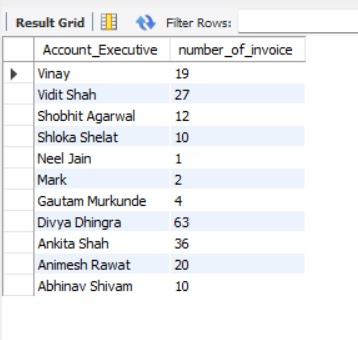 Result Grid Filter Rows:
Account_Executive number_of_invoice
Vinay 19
Vidit Shah 27
Shobhit Agarwal 12
Shloka Shelat 10
Neel Jain 1
Mark 2
Gautam Murkunde 4
Divya Dhingra 63
Ankita Shah 36
Animesh Rawat 20
Abhinav Shivam 10